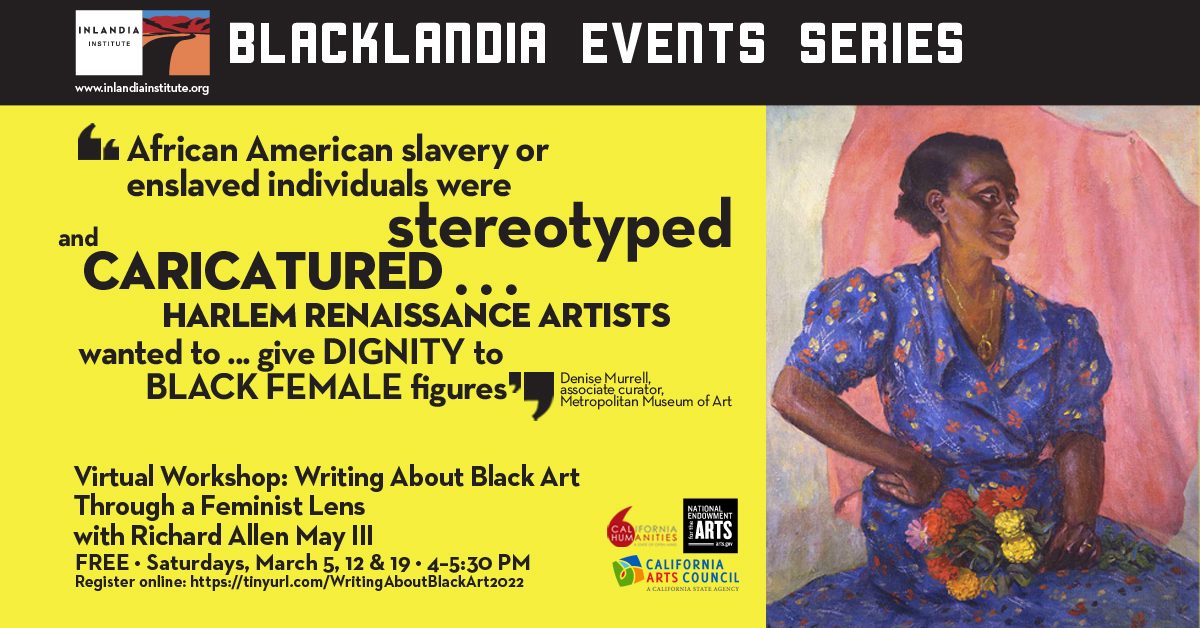 INLANDIA
INSTITUTE
www.inlandiainstitute.org
BLACKLANDIA EVENTS SERIES
“African American slavery or
enslaved individuals were
stereotyped
and
CARICATURED . . .
HARLEM RENAISSANCE ARTISTS
wanted to ... give DIGNITY to
BLACK FEMALE figures”
Denise Murrell,
associate curator,
Metropolitan Museum of Art
Virtual Workshop: Writing About Black Art
Through a Feminist Lens
with Richard Allen May III
FREE • Saturdays, March 5, 12 & 19 • 4–5:30 PM
Register online: https://tinyurl.com/WritingAboutBlackArt2022
CALIFORNIA
HUMANITIES
NATIONAL
ENDOWMENT
for the
ARTS
arts.gov
CALIFORNIA
ARTS COUNCIL
A CALIFORNIA STATE AGENCY